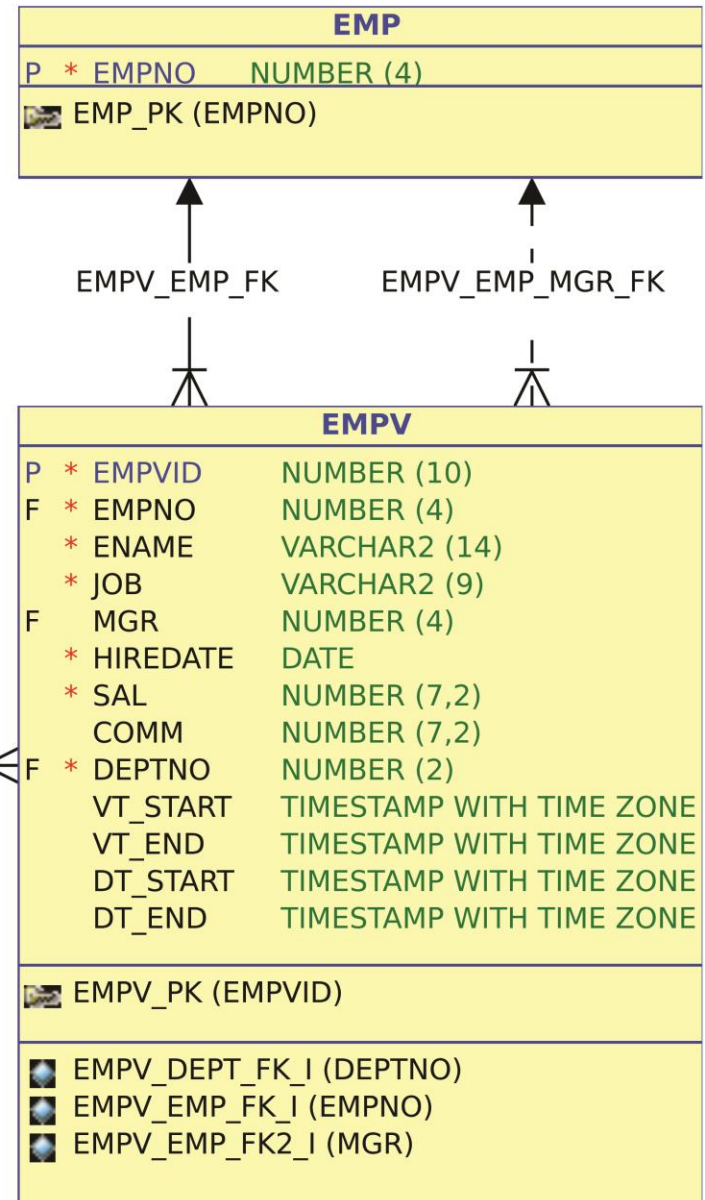 EMP
P * EMPNO NUMBER (4)
EMP_PK (EMPNO)
EMPV_EMP_FK EMPV_EMP_MGR_FK
EMPV
P * EMPVID NUMBER (10)
F * EMPNO NUMBER (4)
* ENAME VARCHAR2 (14)
* JOB VARCHAR2 (9)
F MGR NUMBER (4)
* HIREDATE DATE
* SAL NUMBER (7,2)
COMM NUMBER (7,2)
F * DEPTNO NUMBER (2)
VT_START TIMESTAMP WITH TIME ZONE
VT_END TIMESTAMP WITH TIME ZONE
DT_START TIMESTAMP WITH TIME ZONE
DT_END TIMESTAMP WITH TIME ZONE
EMPV_PK (EMPVID)
EMPV_DEPT_FK_I (DEPTNO)
EMPV_EMP_FK_I (EMPNO)
EMPV_EMP_FK2_I (MGR)